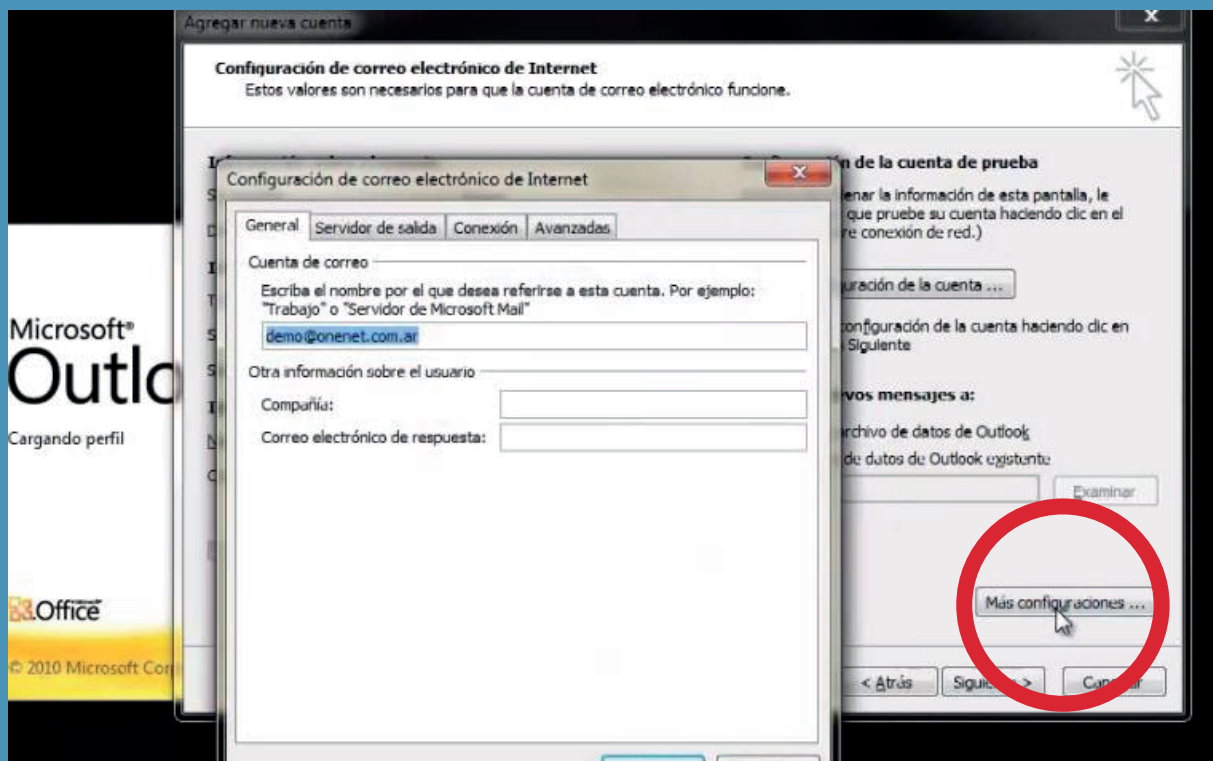 Agregar nueva cuenta
x
Configuración de correo electrónico de Internet
Estos valores son necesarios para que la cuenta de correo electrónico funcione.
n de la cuenta de prueba
enar la información de esta pantalla, le
que pruebe su cuenta haciendo clic en el
re conexión de red.)
uración de la cuenta ...
configuración de la cuenta haciendo clic en
Siguiente
vos mensajes a:
rchivo de datos de Outlook
de datos de Outlook existente
Examinar
Más configuraciones ...
< Atrás
Cancelar
Configuración de correo electrónico de Internet
x
General
Servidor de salida
Conexión
Avanzadas
Cuenta de correo
Escriba el nombre por el que desea referirse a esta cuenta. Por ejemplo:
"Trabajo" o "Servidor de Microsoft Mail"
demo@onenet.com.ar
Otra información sobre el usuario
Compañía:
Correo electrónico de respuesta:
Microsoft®
Outlo
Cargando perfil
Office
© 2010 Microsoft Corp